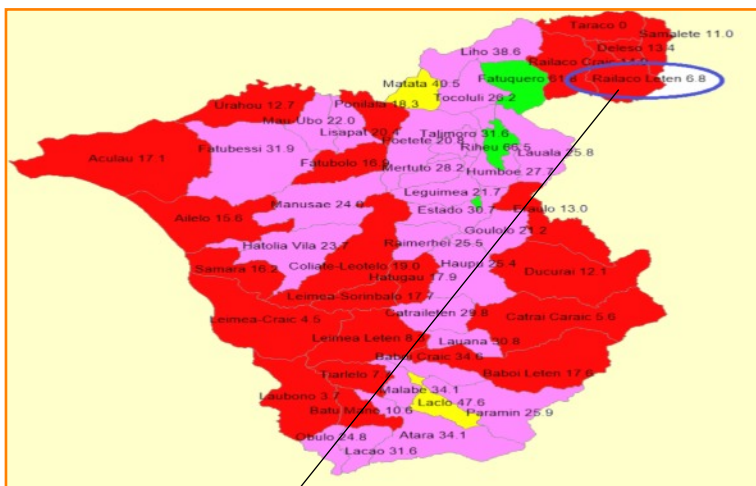 Taraco 0
Samalete 11.0
Liho 38.6
Deleso 13.4
Railaco Craic
Fatuquero 61.
Railaco Leten 6.8
Matata 40.5
Tocoluli 26.2
Urahou 12.7
Ponilala 18.3
Mau Ubo 22.0
Lisapat 20.4
Talimoro 31.6
Poetete 20.8
Riheu 66.5
Lauala 25.8
Aculau 17.1
Fatubessi 31.9
Fatubolo 16.9
Mertuto 28.2
Humboe 27.7
Leguimea 21.7
Manusae 24.0
Estado 30.7
Eraulo 13.0
Ailelo 15.6
Goulolo 21.2
Hatolia Vila 23.7
Raimerhei 25.5
Samara 16.2
Coliate-Leotelo 19.0
Haupu 25.4
Hatugau 17.9
Ducurai 12.1
Leimea-Sorinbalo 17.7
Leimea-Craic 4.5
Catraileten 29.8
Catrai Caraic 5.6
Leimea Leten 8.
Lauana 30.8
Baboi Craic 34.6
Tiarlelo 7.
Baboi Leten 17.6
Malabe 34.1
Laubono 3.7
Laclo 47.6
Batu Mano 10.6
Paramin 25.9
Obulo 24.8
Atara 34.1
Lacao 31.6